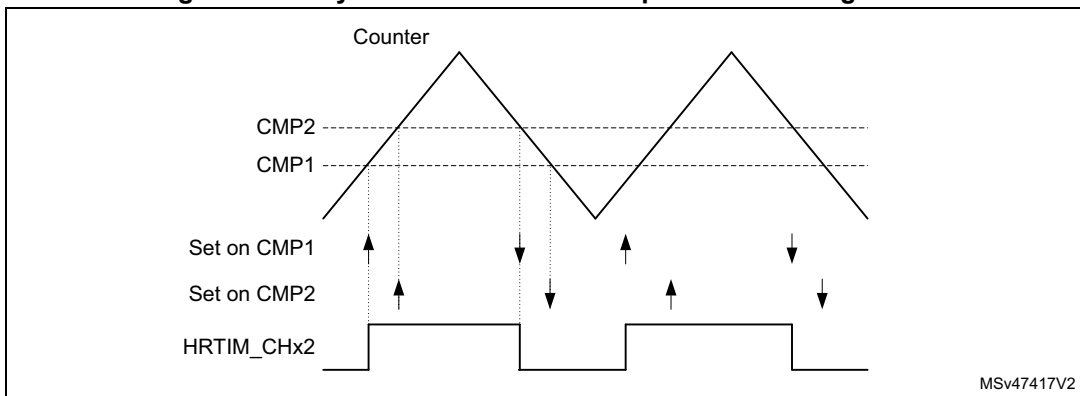 Counter
CMP2
CMP1
Set on CMP1
Set on CMP2
HRTIM_CHx2
MSv47417V2